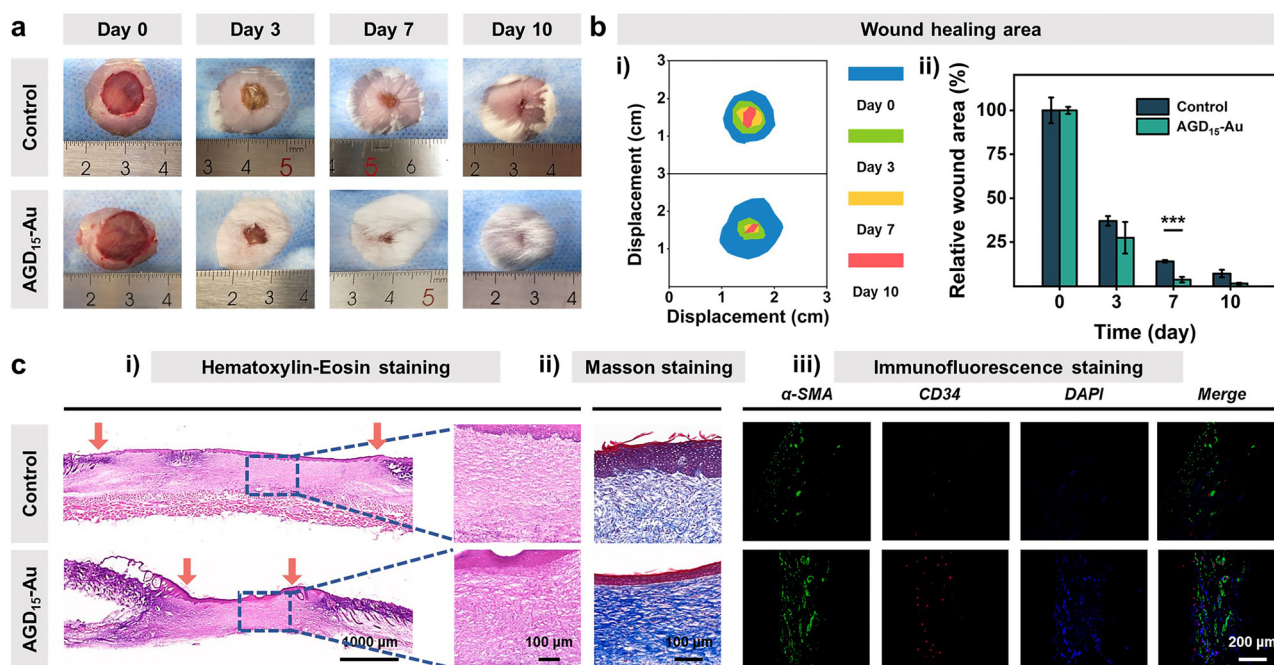 a
Day 0
Day 3
Day 7
Day 10
Control
2 3 4
3 4 5 mm
5 6
2 3 4
AGD₁₅-Au
2 3 4
2 3 4
3 4 5
2 3 4
b
Wound healing area
i)
3
2
1
3
2
1
0 1 2 3
Displacement (cm)
Displacement (cm)
Displacement (cm)
Day 0
Day 3
Day 7
Day 10
ii)
Relative wound area (%)
100
75
50
25
Control
AGD₁₅-Au
***
0 3 7 10
Time (day)
c
i)
Hematoxylin-Eosin staining
ii)
Masson staining
iii)
Immunofluorescence staining
α-SMA
CD34
DAPI
Merge
Control
AGD₁₅-Au
1000 μm
100 μm
100 μm
200 μm